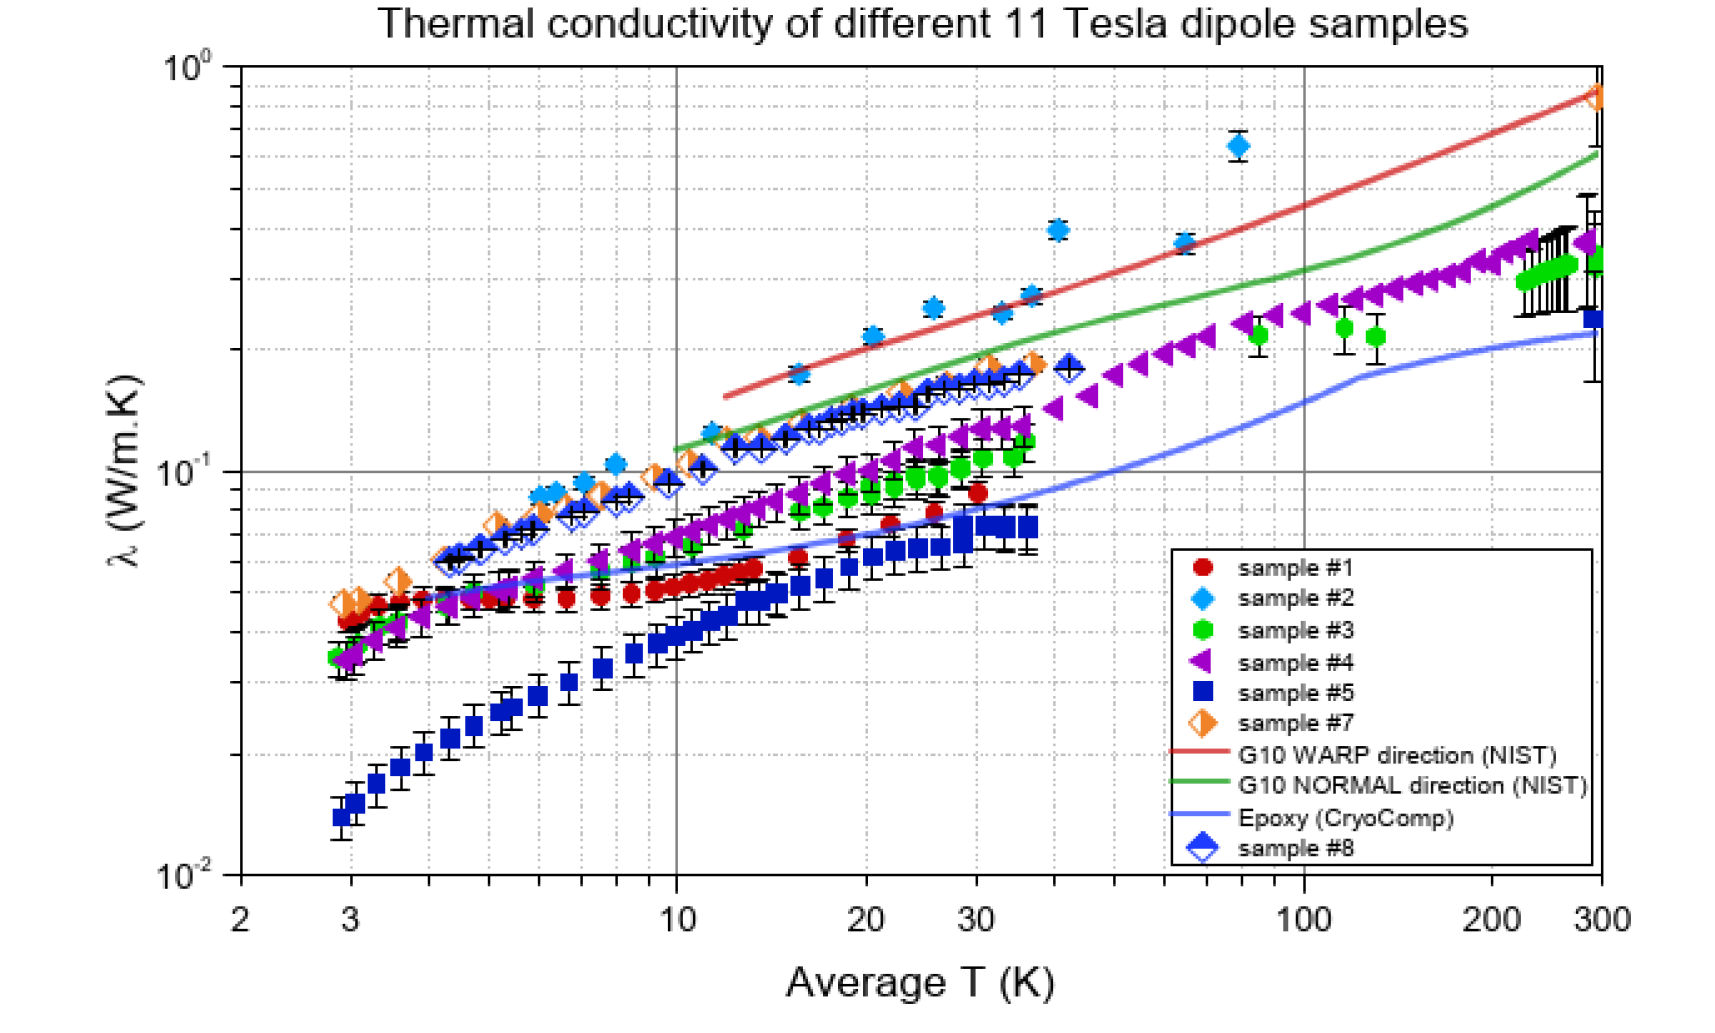 Thermal conductivity of different 11 Tesla dipole samples
10⁰
10⁻¹
10⁻²
λ (W/m.K)
2 3 10 20 30 100 200 300
Average T (K)
sample #1
sample #2
sample #3
sample #4
sample #5
sample #7
G10 WARP direction (NIST)
G10 NORMAL direction (NIST)
Epoxy (CryoComp)
sample #8